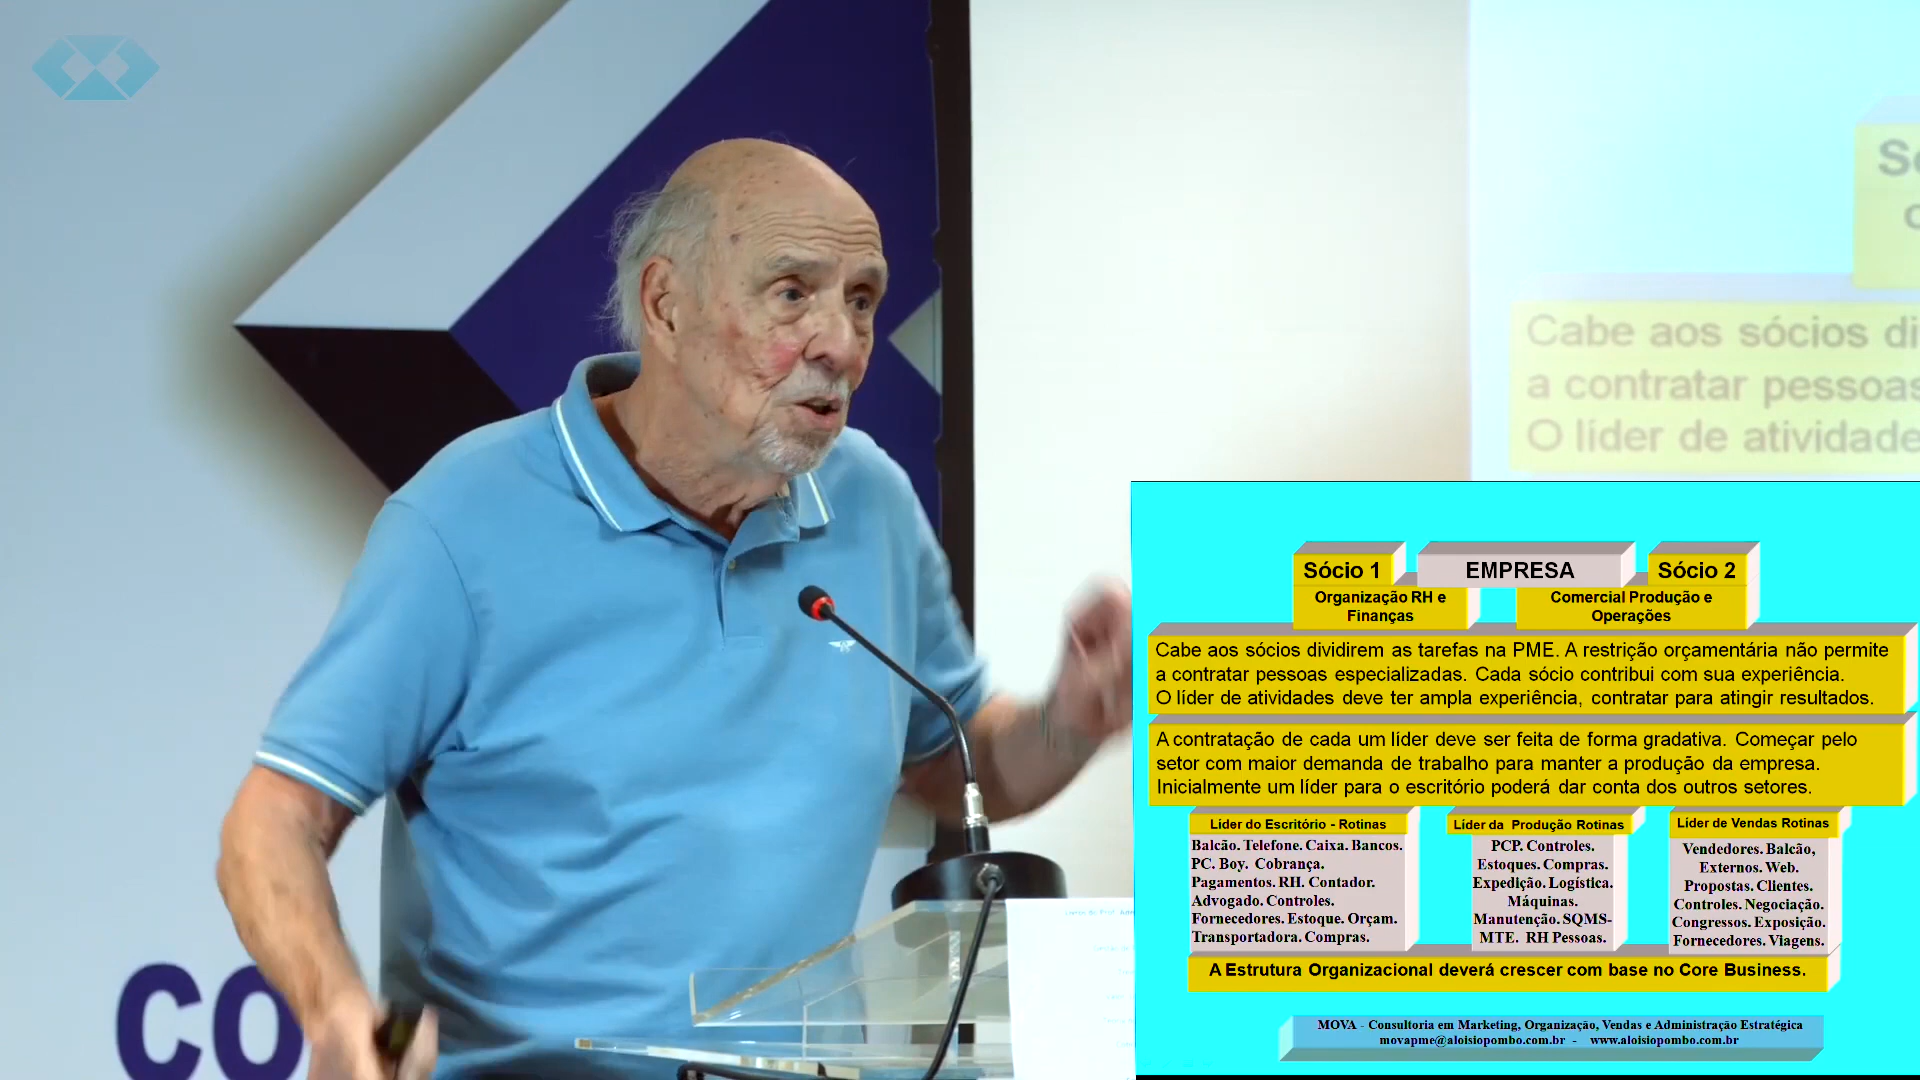 Cabe aos sócios
a contratar pessoas
O líder de atividade
Sócio 1
EMPRESA
Sócio 2
Organização RH e
Finanças
Comercial Produção e
Operações
Cabe aos sócios dividirem as tarefas na PME. A restrição orçamentária não permite
a contratar pessoas especializadas. Cada sócio contribui com sua experiência.
O líder de atividades deve ter ampla experiência, contratar para atingir resultados.
A contratação de cada um líder deve ser feita de forma gradativa. Começar pelo
setor com maior demanda de trabalho para manter a produção da empresa.
Inicialmente um líder para o escritório poderá dar conta dos outros setores.
Líder do Escritório - Rotinas
Balcão. Telefone. Caixa. Bancos.
PC. Boy. Cobrança.
Pagamentos. RH. Contador.
Advogado. Controles.
Fornecedores. Estoque. Orçam.
Transportadora. Compras.
Líder da Produção Rotinas
PCP. Controles.
Estoques. Compras.
Expedição. Logística.
Máquinas.
Manutenção. SQMS-
MTE. RH Pessoas.
Líder de Vendas Rotinas
Vendedores. Balcão,
Externos. Web.
Propostas. Clientes.
Controles. Negociação.
Congressos. Exposição.
Fornecedores. Viagens.
A Estrutura Organizacional deverá crescer com base no Core Business.
MOVA - Consultoria em Marketing, Organização, Vendas e Administração Estratégica
movapme@aloisiopombo.com.br - www.aloisiopombo.com.br
CO